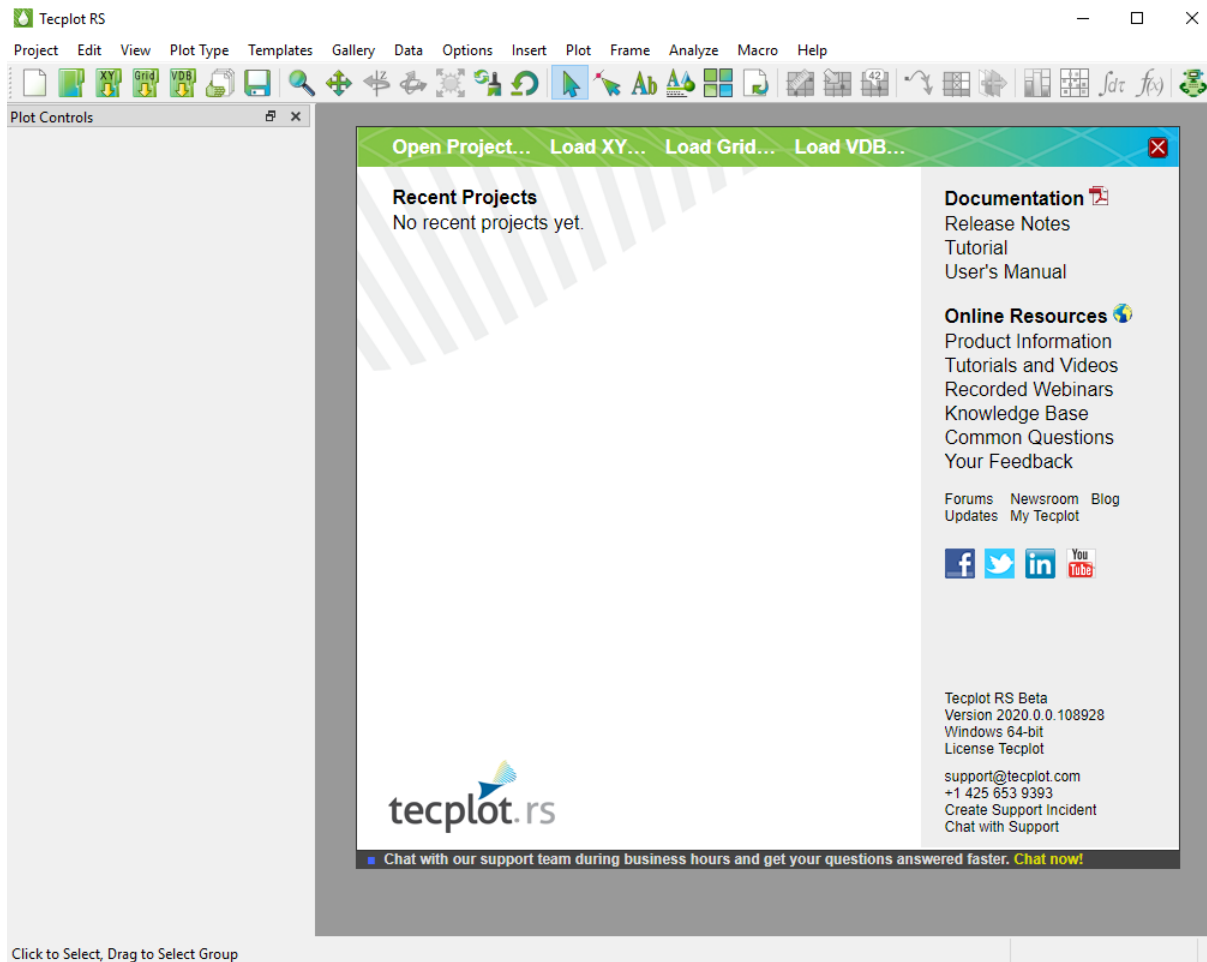 Tecplot RS
Project Edit View Plot Type Templates Gallery Data Options Insert Plot Frame Analyze Macro Help
XY Grid VDB Ab A 42 ∫dτ f(x)
Plot Controls
Open Project... Load XY... Load Grid... Load VDB...
Recent Projects
No recent projects yet.
Documentation
Release Notes
Tutorial
User's Manual
Online Resources
Product Information
Tutorials and Videos
Recorded Webinars
Knowledge Base
Common Questions
Your Feedback
Forums Newsroom Blog
Updates My Tecplot
f in You Tube
Tecplot RS Beta
Version 2020.0.0.108928
Windows 64-bit
License Tecplot
support@tecplot.com
+1 425 653 9393
Create Support Incident
Chat with Support
tecplot.rs
Chat with our support team during business hours and get your questions answered faster. Chat now!
Click to Select, Drag to Select Group